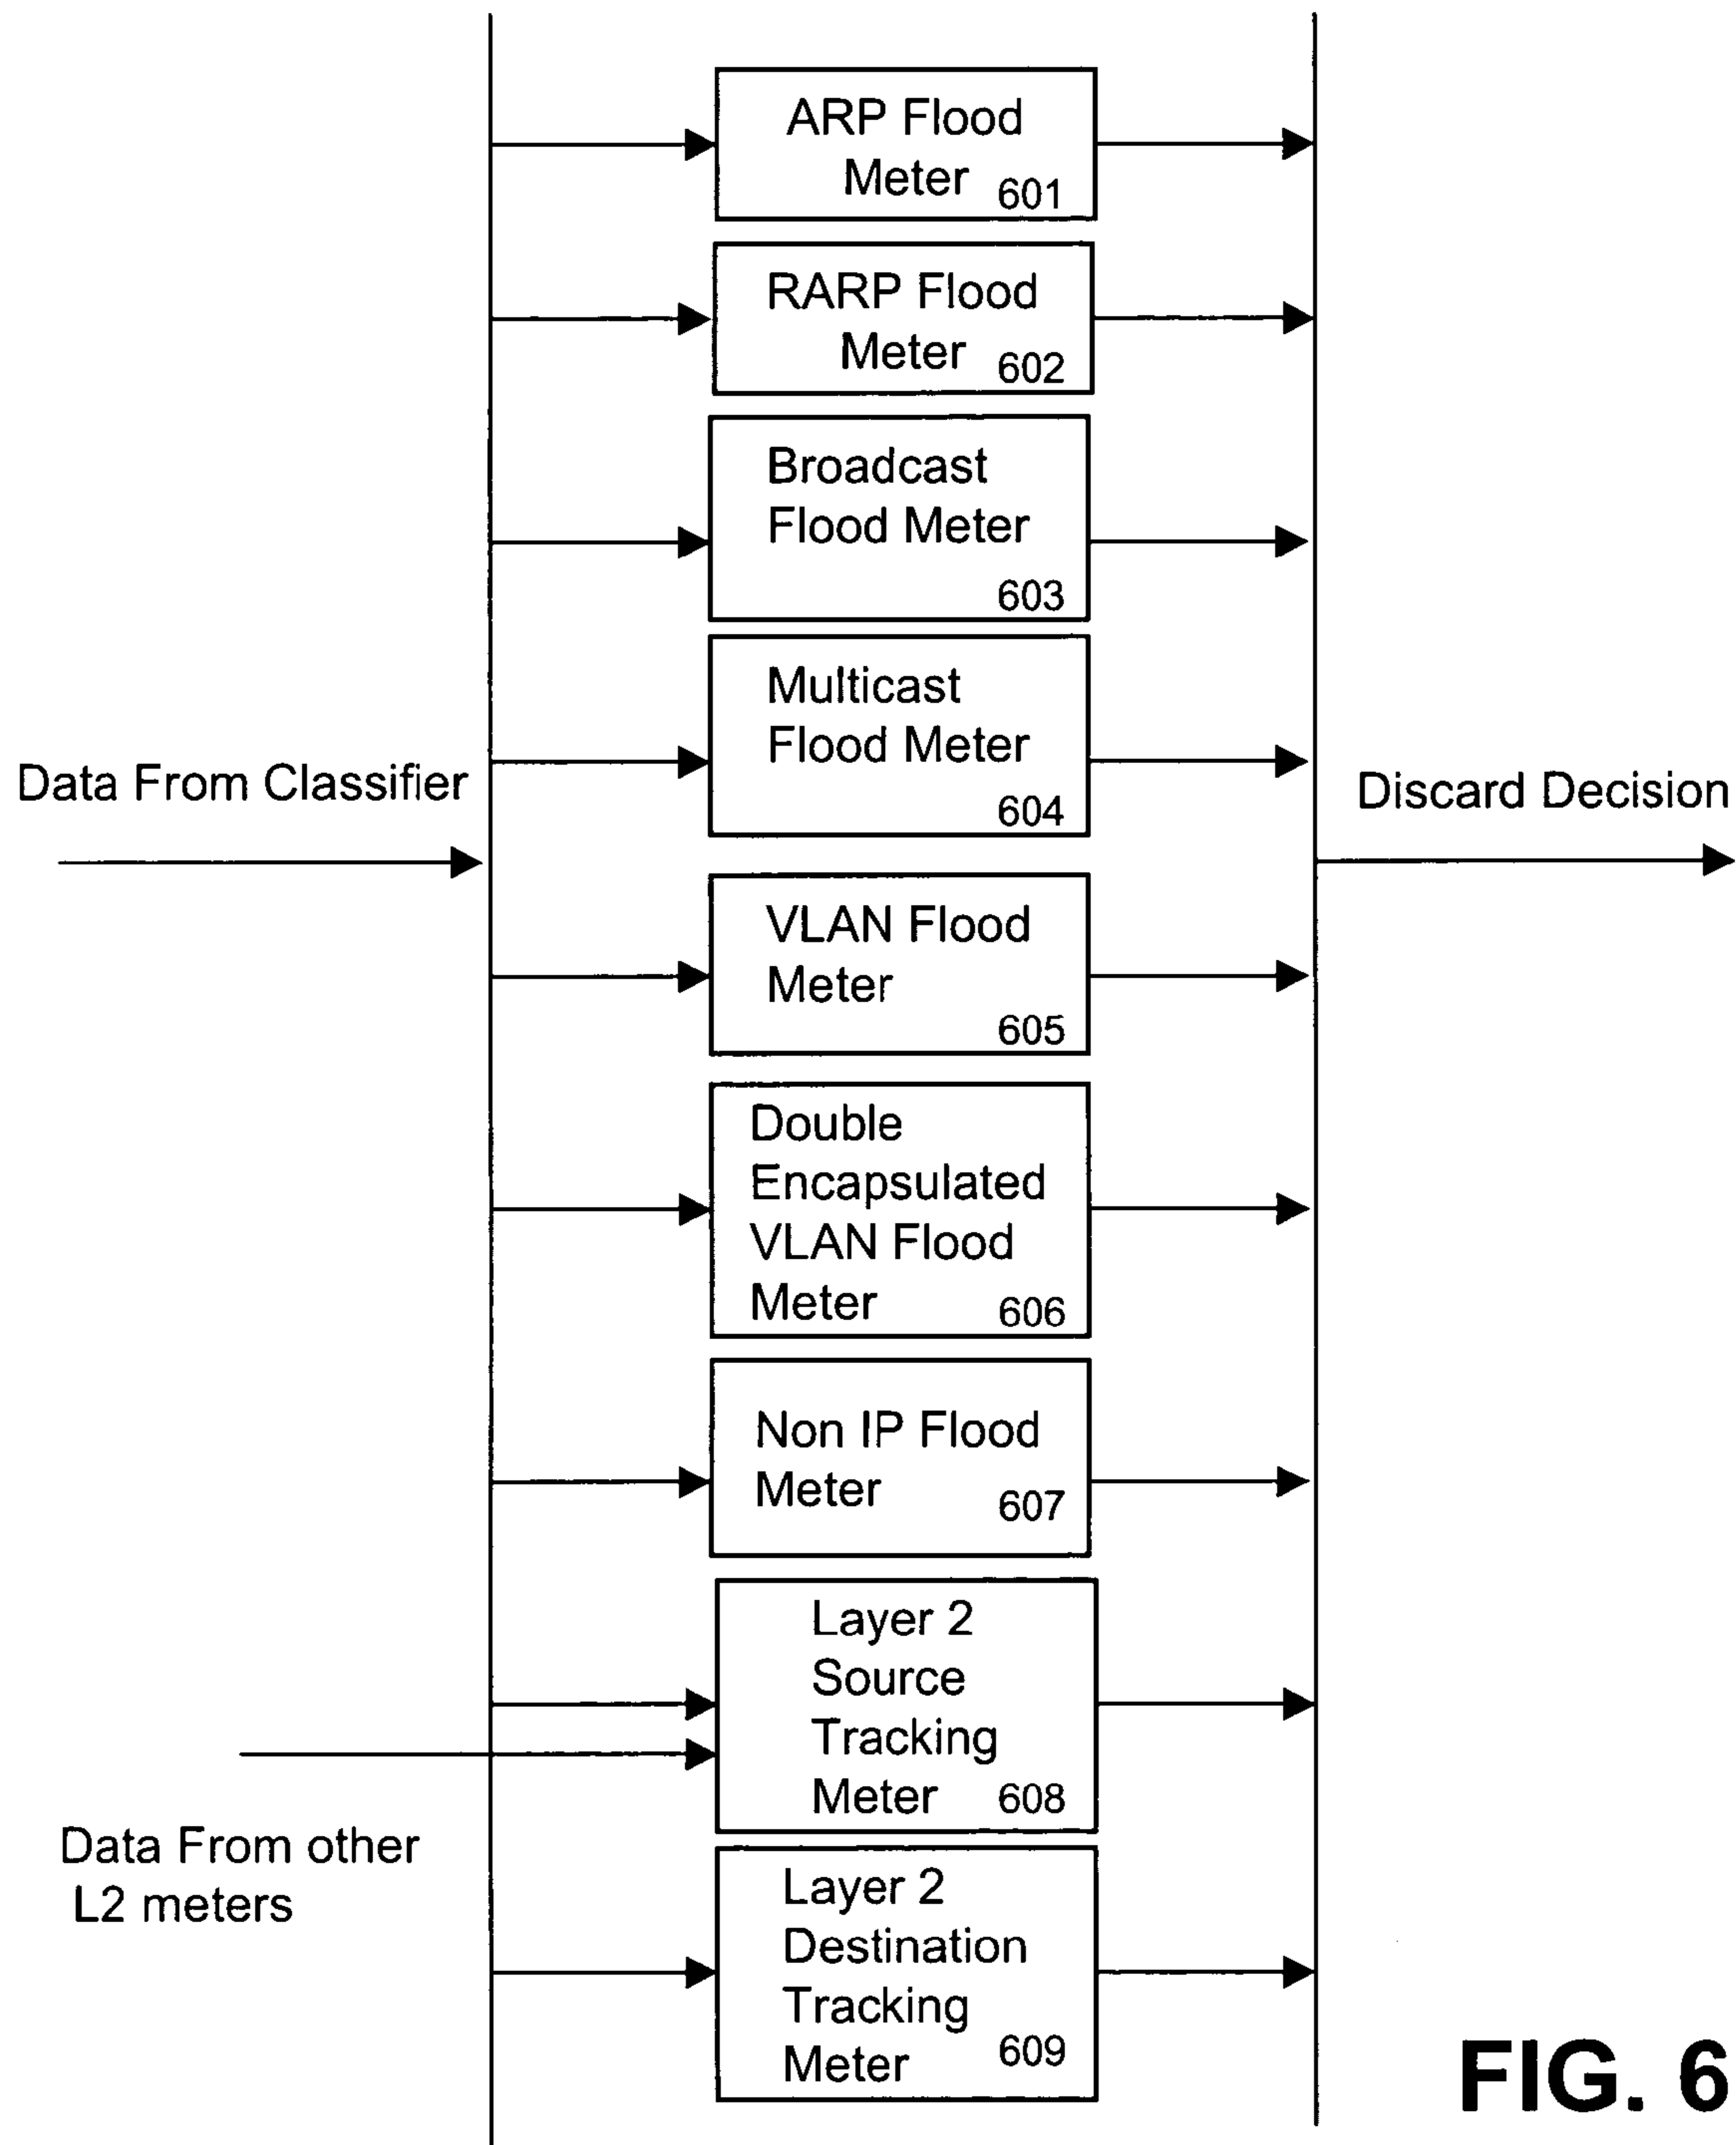 ARP Flood
Meter 601
RARP Flood
Meter 602
Broadcast
Flood Meter
603
Multicast
Flood Meter
604
Data From Classifier
Discard Decision
VLAN Flood
Meter
605
Double
Encapsulated
VLAN Flood
Meter 606
Non IP Flood
Meter 607
Layer 2
Source
Tracking
Meter 608
Data From other
L2 meters
Layer 2
Destination
Tracking
Meter 609
FIG. 6